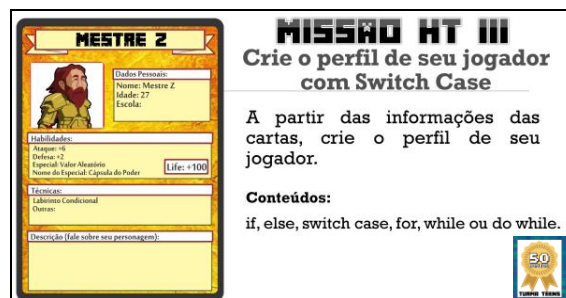 MESTRE Z
Dados Pessoais:
Nome: Mestre Z
Idade: 27
Escola:
Habilidades:
Ataque: +6
Defesa: +2
Especial: Valor Aleatório
Nome do Especial: Cápsula do Poder
Life: +100
Técnicas:
Labirinto Condicional
Outras:
Descrição (fale sobre seu personagem):
MISSÃO HT III
Crie o perfil de seu jogador
com Switch Case
A partir das informações das
cartas, crie o perfil de seu
jogador.
Conteúdos:
if, else, switch case, for, while ou do while.
50
TURMA TEENS